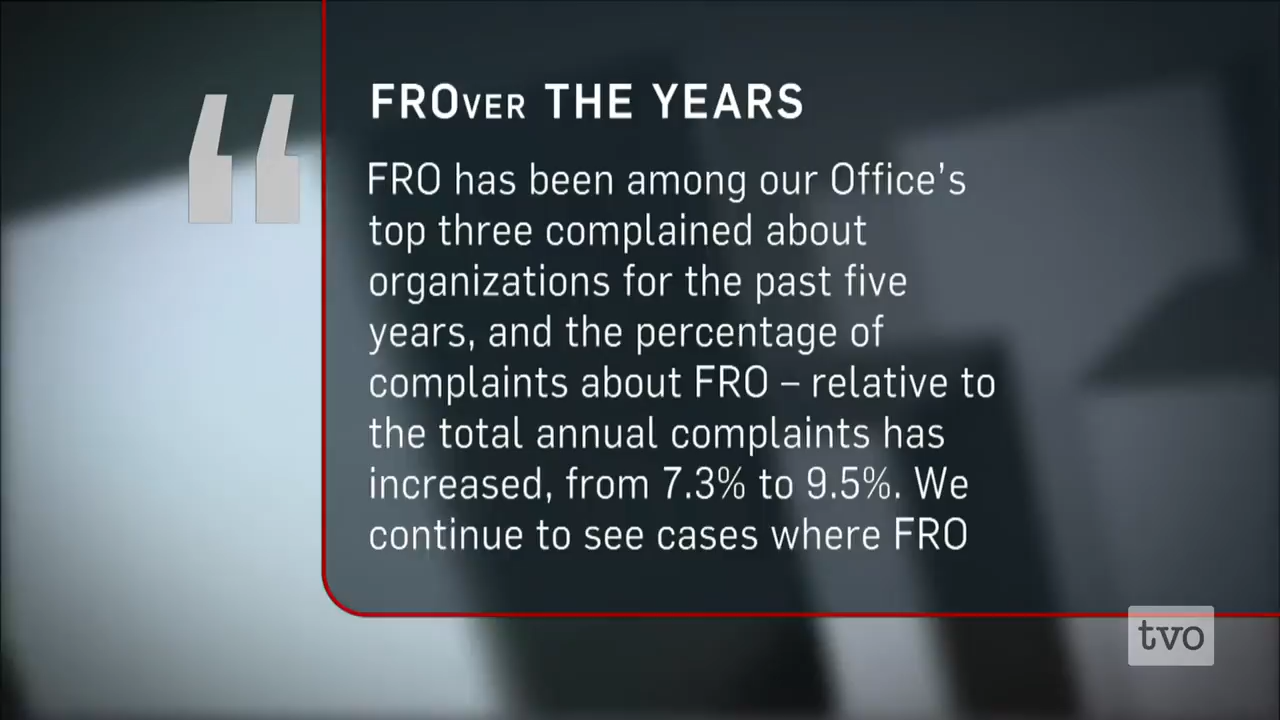 “
FROVER THE YEARS
FRO has been among our Office’s
top three complained about
organizations for the past five
years, and the percentage of
complaints about FRO – relative to
the total annual complaints has
increased, from 7.3% to 9.5%. We
continue to see cases where FRO
tvo